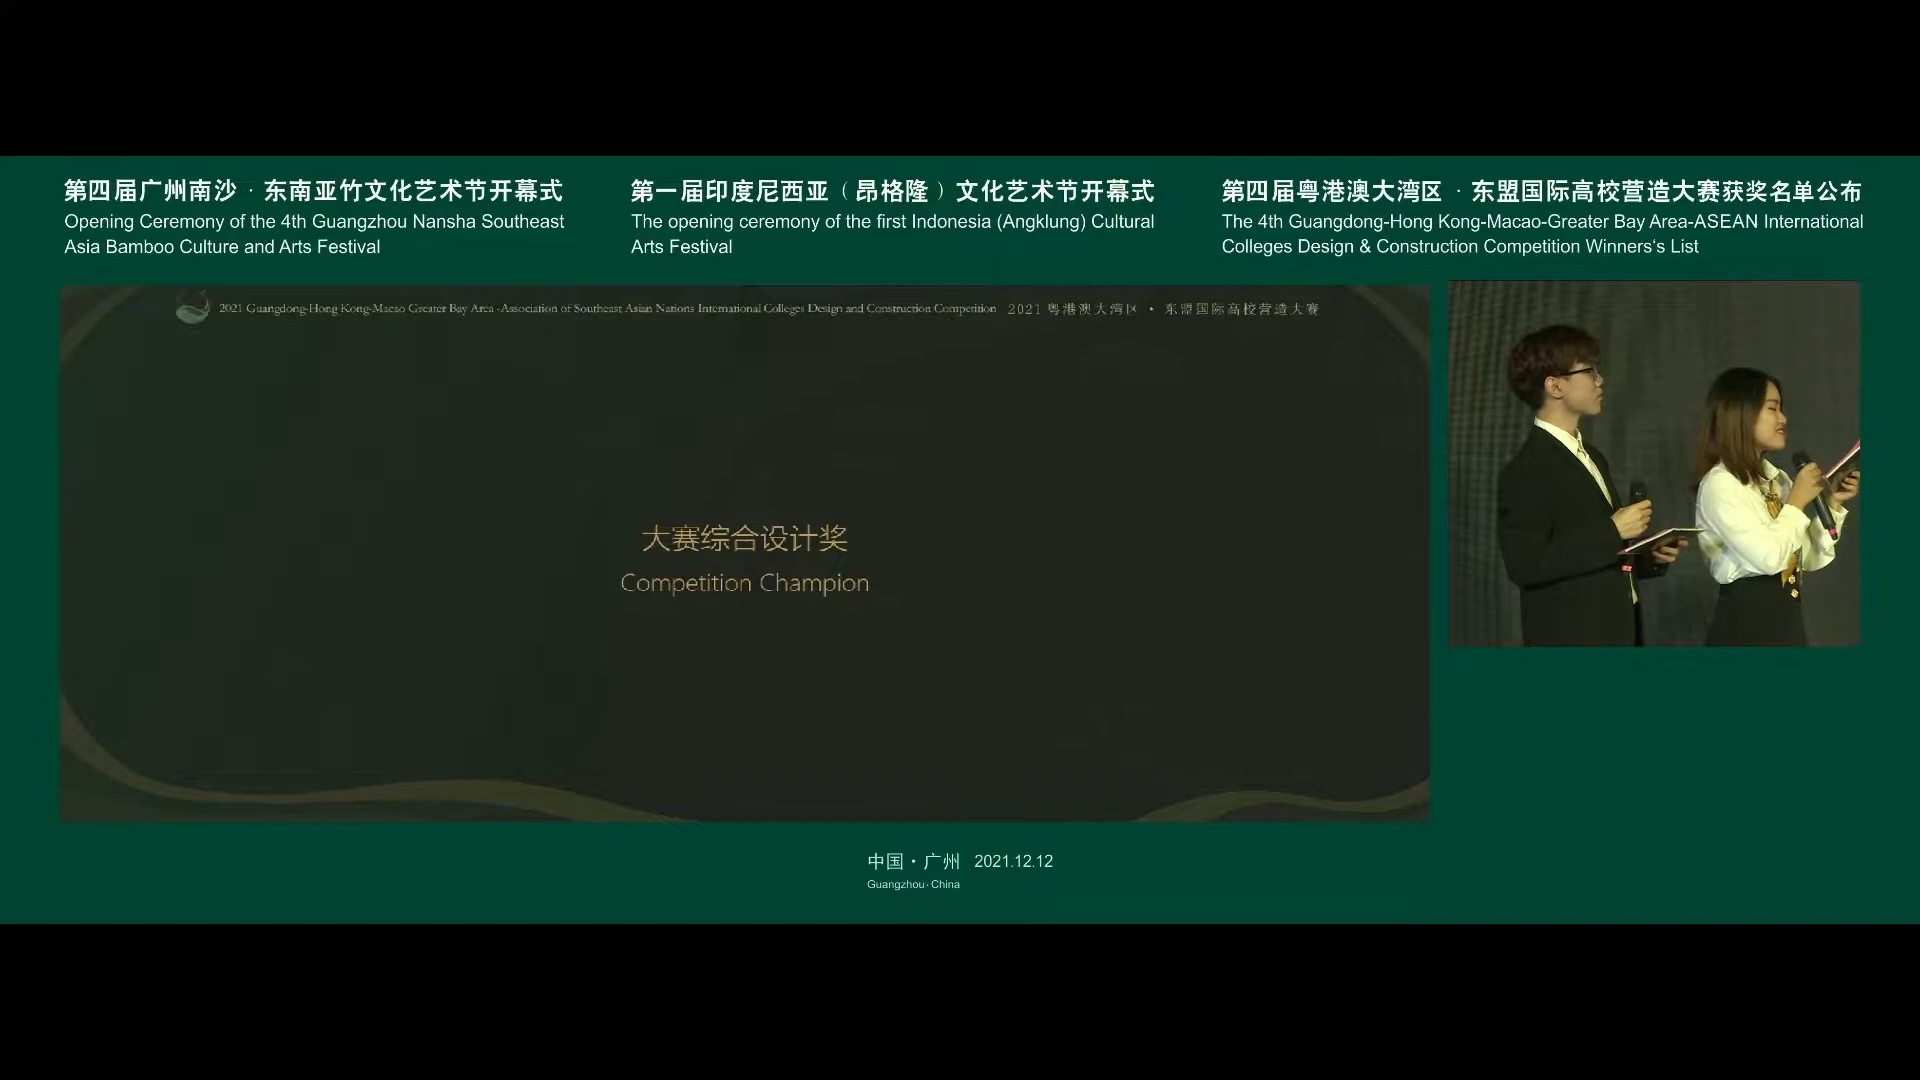 第四届广州南沙 · 东南亚竹文化艺术节开幕式
Opening Ceremony of the 4th Guangzhou Nansha Southeast
Asia Bamboo Culture and Arts Festival
第一届印度尼西亚（昂格隆）文化艺术节开幕式
The opening ceremony of the first Indonesia (Angklung) Cultural
Arts Festival
第四届粤港澳大湾区 · 东盟国际高校营造大赛获奖名单公布
The 4th Guangdong-Hong Kong-Macao-Greater Bay Area-ASEAN International
Colleges Design & Construction Competition Winners's List
2021 Guangdong-Hong Kong-Macao Greater Bay Area -Association of Southeast Asian Nations International Colleges Design and Construction Competition 2021 粤港澳大湾区 · 东盟国际高校营造大赛
大赛综合设计奖
Competition Champion
中国 · 广州 2021.12.12
Guangzhou · China